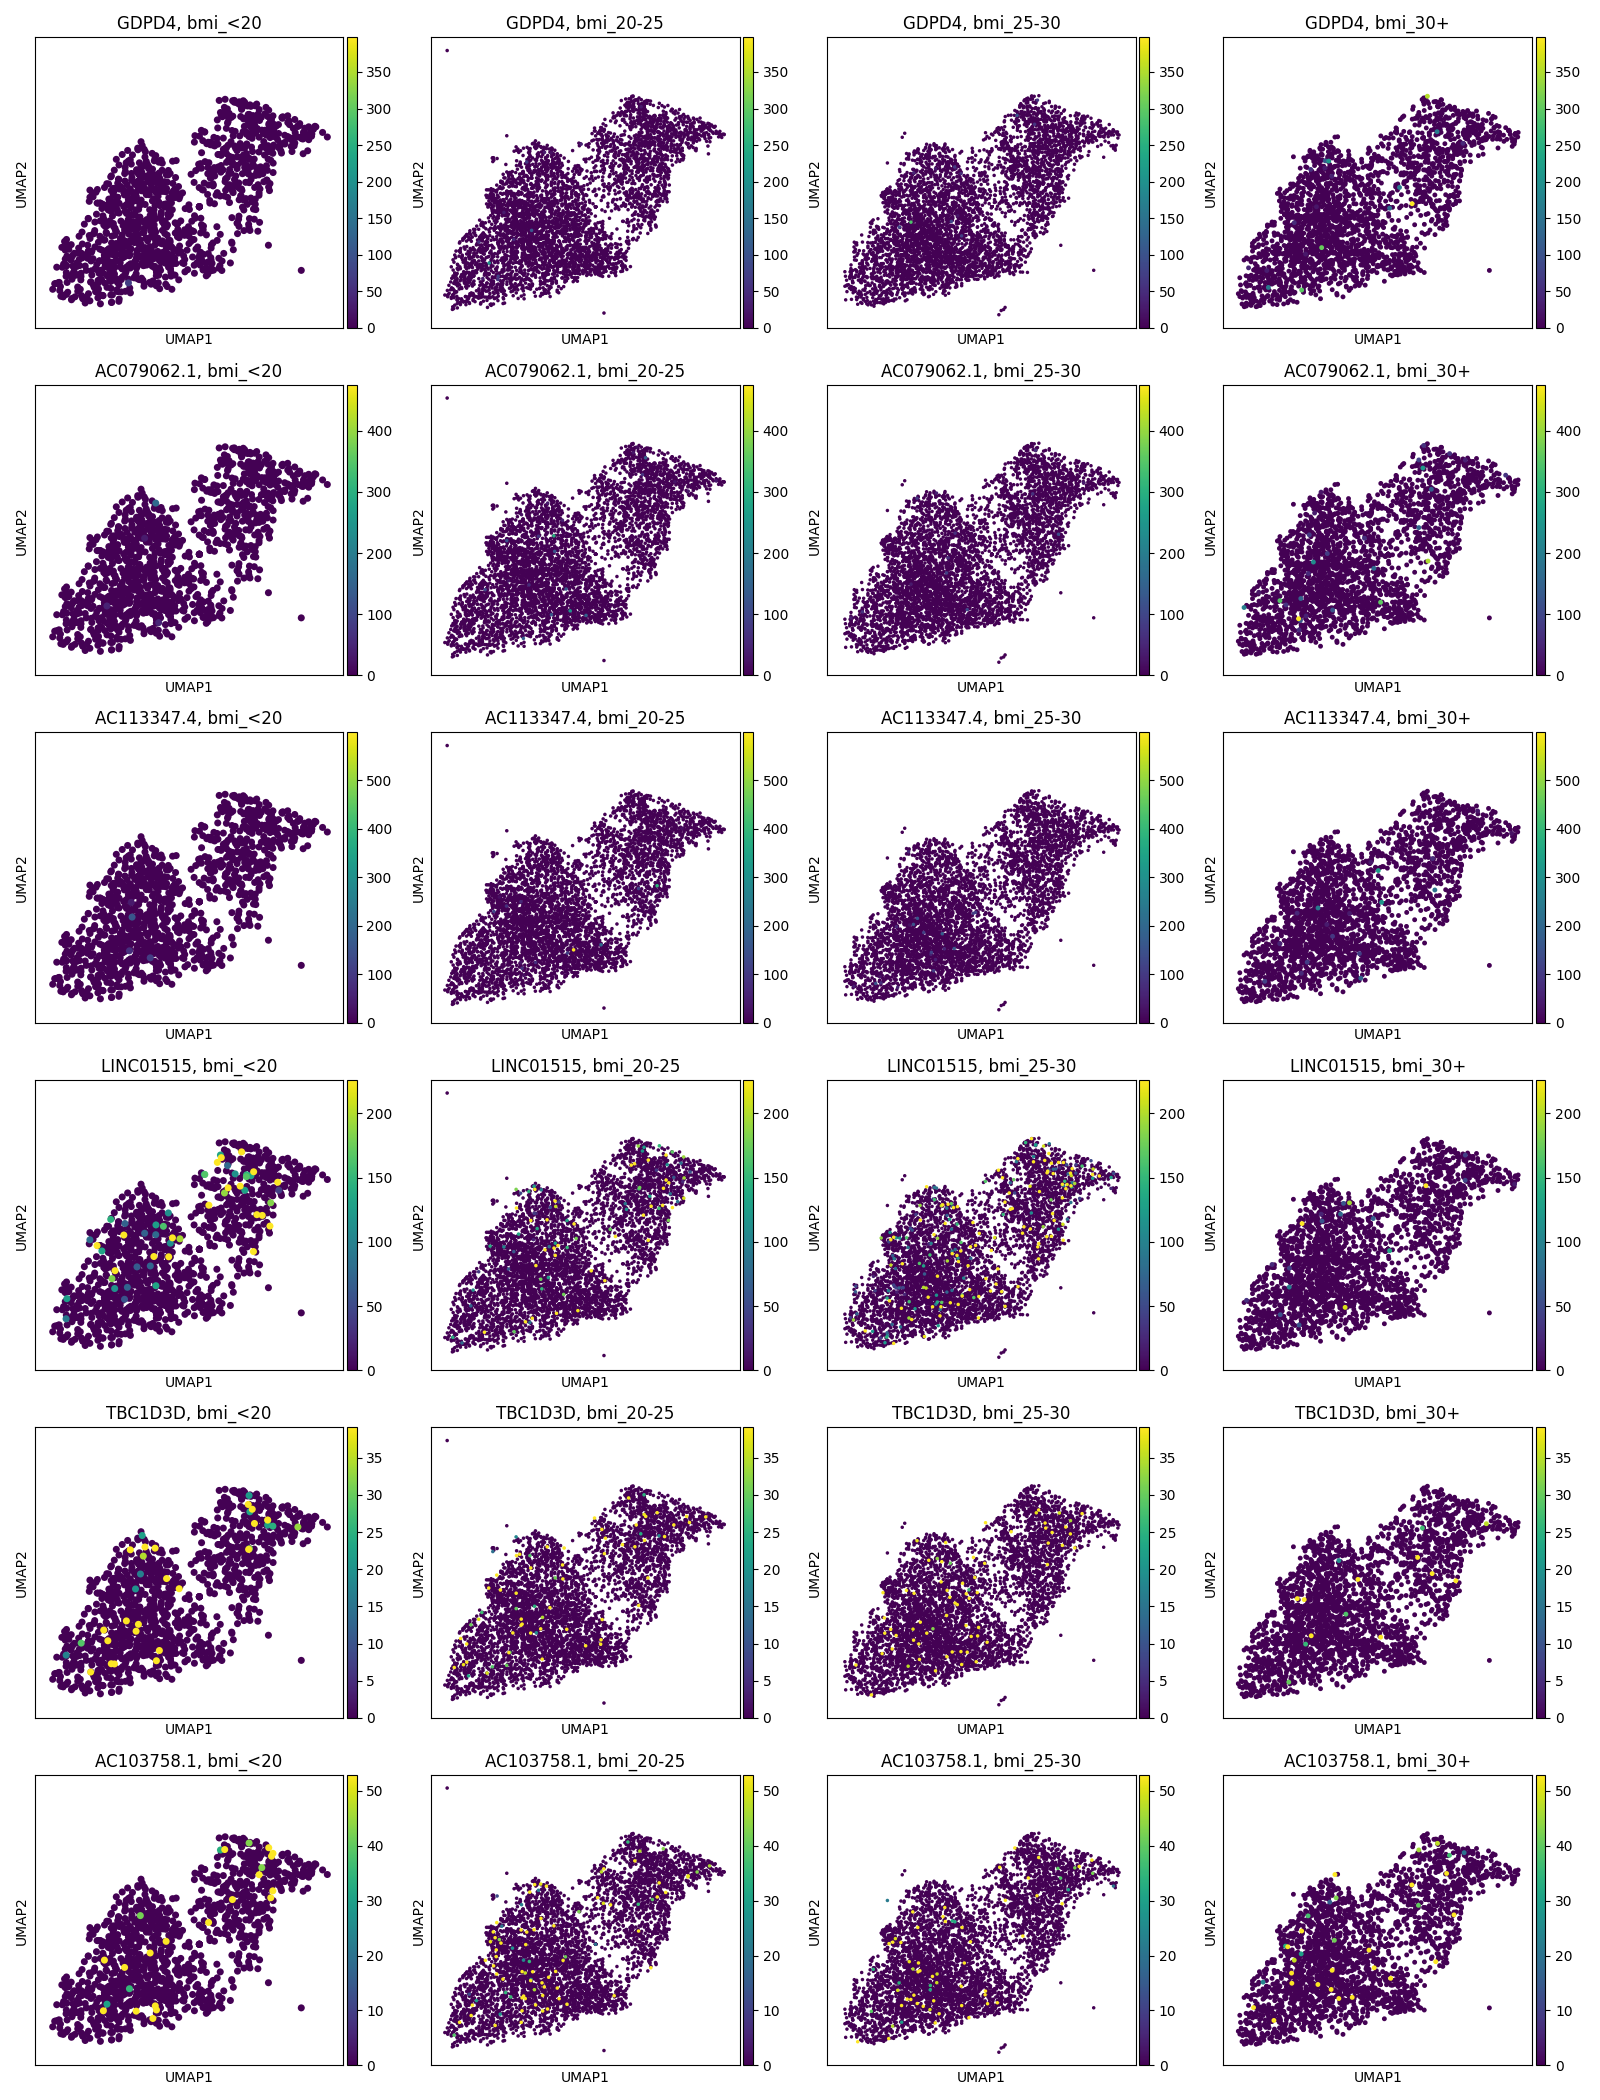 GDPD4, bmi_<20
GDPD4, bmi_20-25
GDPD4, bmi_25-30
GDPD4, bmi_30+
UMAP2
UMAP1
0
50
100
150
200
250
300
350
UMAP2
UMAP1
0
50
100
150
200
250
300
350
UMAP2
UMAP1
0
50
100
150
200
250
300
350
UMAP2
UMAP1
0
50
100
150
200
250
300
350
AC079062.1, bmi_<20
AC079062.1, bmi_20-25
AC079062.1, bmi_25-30
AC079062.1, bmi_30+
UMAP2
UMAP1
0
100
200
300
400
UMAP2
UMAP1
0
100
200
300
400
UMAP2
UMAP1
0
100
200
300
400
UMAP2
UMAP1
0
100
200
300
400
AC113347.4, bmi_<20
AC113347.4, bmi_20-25
AC113347.4, bmi_25-30
AC113347.4, bmi_30+
UMAP2
UMAP1
0
100
200
300
400
500
UMAP2
UMAP1
0
100
200
300
400
500
UMAP2
UMAP1
0
100
200
300
400
500
UMAP2
UMAP1
0
100
200
300
400
500
LINC01515, bmi_<20
LINC01515, bmi_20-25
LINC01515, bmi_25-30
LINC01515, bmi_30+
UMAP2
UMAP1
0
50
100
150
200
UMAP2
UMAP1
0
50
100
150
200
UMAP2
UMAP1
0
50
100
150
200
UMAP2
UMAP1
0
50
100
150
200
TBC1D3D, bmi_<20
TBC1D3D, bmi_20-25
TBC1D3D, bmi_25-30
TBC1D3D, bmi_30+
UMAP2
UMAP1
0
5
10
15
20
25
30
35
UMAP2
UMAP1
0
5
10
15
20
25
30
35
UMAP2
UMAP1
0
5
10
15
20
25
30
35
UMAP2
UMAP1
0
5
10
15
20
25
30
35
AC103758.1, bmi_<20
AC103758.1, bmi_20-25
AC103758.1, bmi_25-30
AC103758.1, bmi_30+
UMAP2
UMAP1
0
10
20
30
40
50
UMAP2
UMAP1
0
10
20
30
40
50
UMAP2
UMAP1
0
10
20
30
40
50
UMAP2
UMAP1
0
10
20
30
40
50